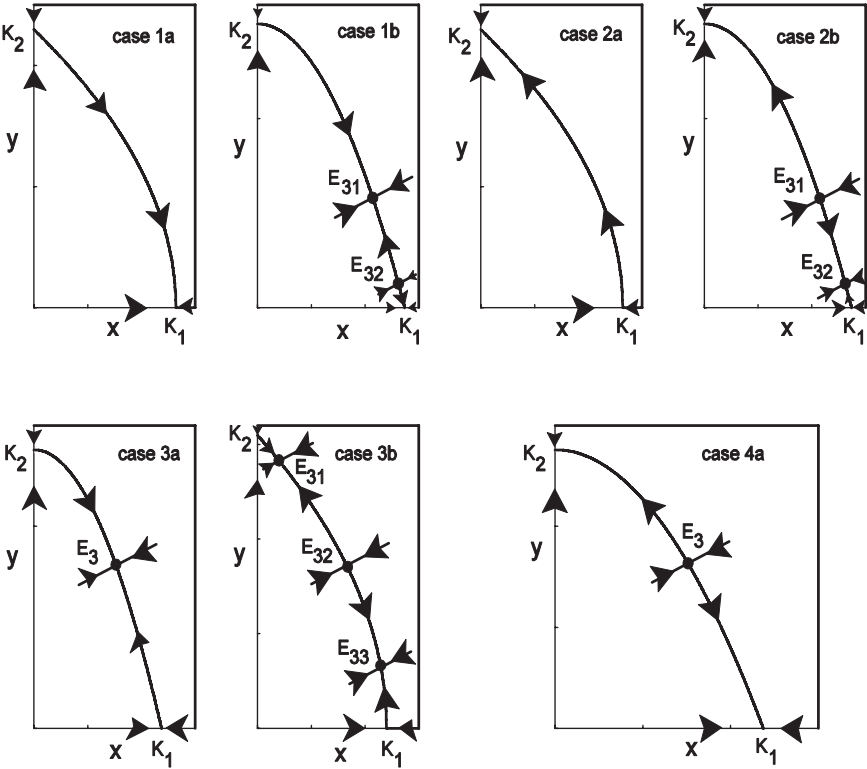 case 1a
K2
y
x
K1
case 1b
K2
y
E31
E32
x
K1
case 2a
K2
y
x
K1
case 2b
K2
y
E31
E32
x
K1
case 3a
K2
y
E3
x
K1
case 3b
K2
E31
y
E32
E33
x
K1
case 4a
K2
y
E3
x
K1